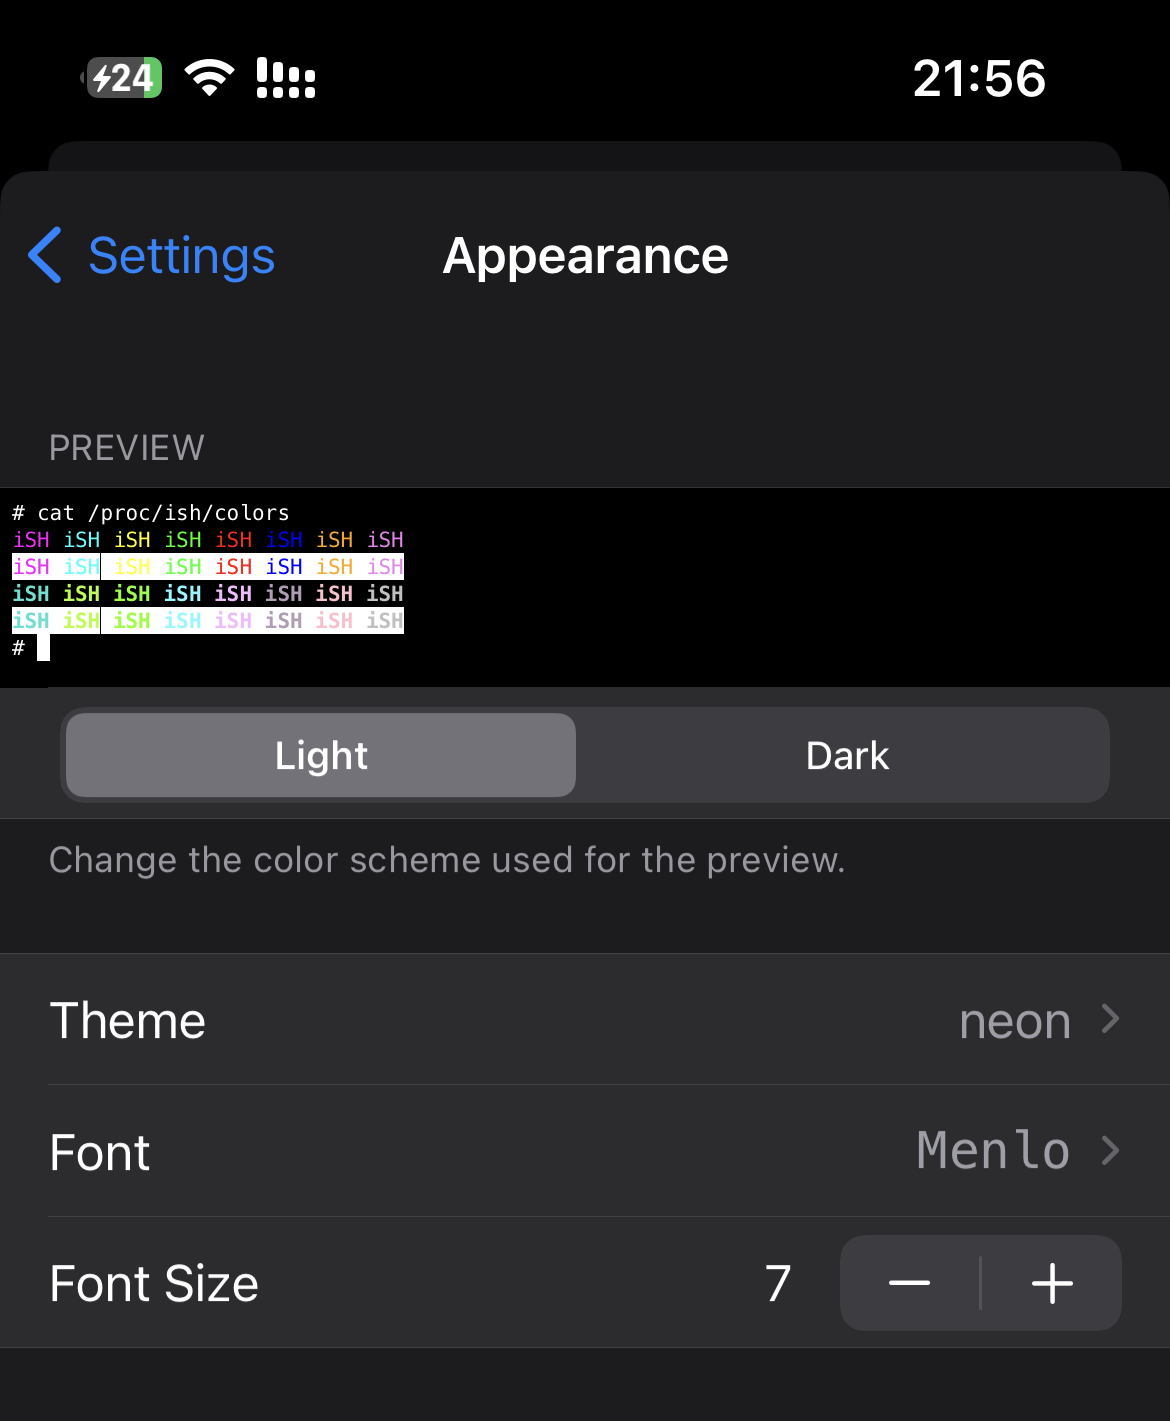 24 21:56
Settings Appearance
PREVIEW
# cat /proc/ish/colors
iSH iSH iSH iSH iSH iSH iSH iSH
iSH iSH iSH iSH iSH iSH iSH iSH
iSH iSH iSH iSH iSH iSH iSH iSH
iSH iSH iSH iSH iSH iSH iSH iSH
#
Light Dark
Change the color scheme used for the preview.
Theme neon
Font Menlo
Font Size 7